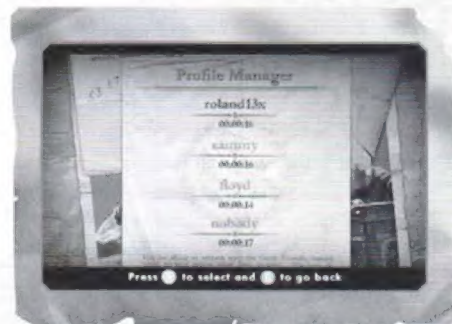 Profile Manager
roland13x
00:00:16
sammy
00:00:16
floyd
00:00:14
nobady
00:00:17
Press to select and to go back